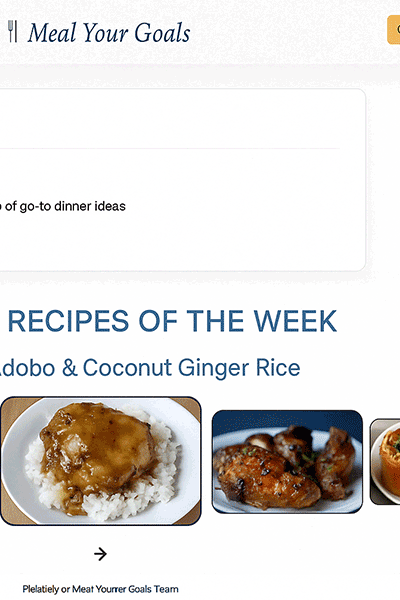 Meal Your Goals
of go-to dinner ideas
RECIPES OF THE WEEK
Adobo & Coconut Ginger Rice
Plelatiely or Meat Yourrer Goals Team